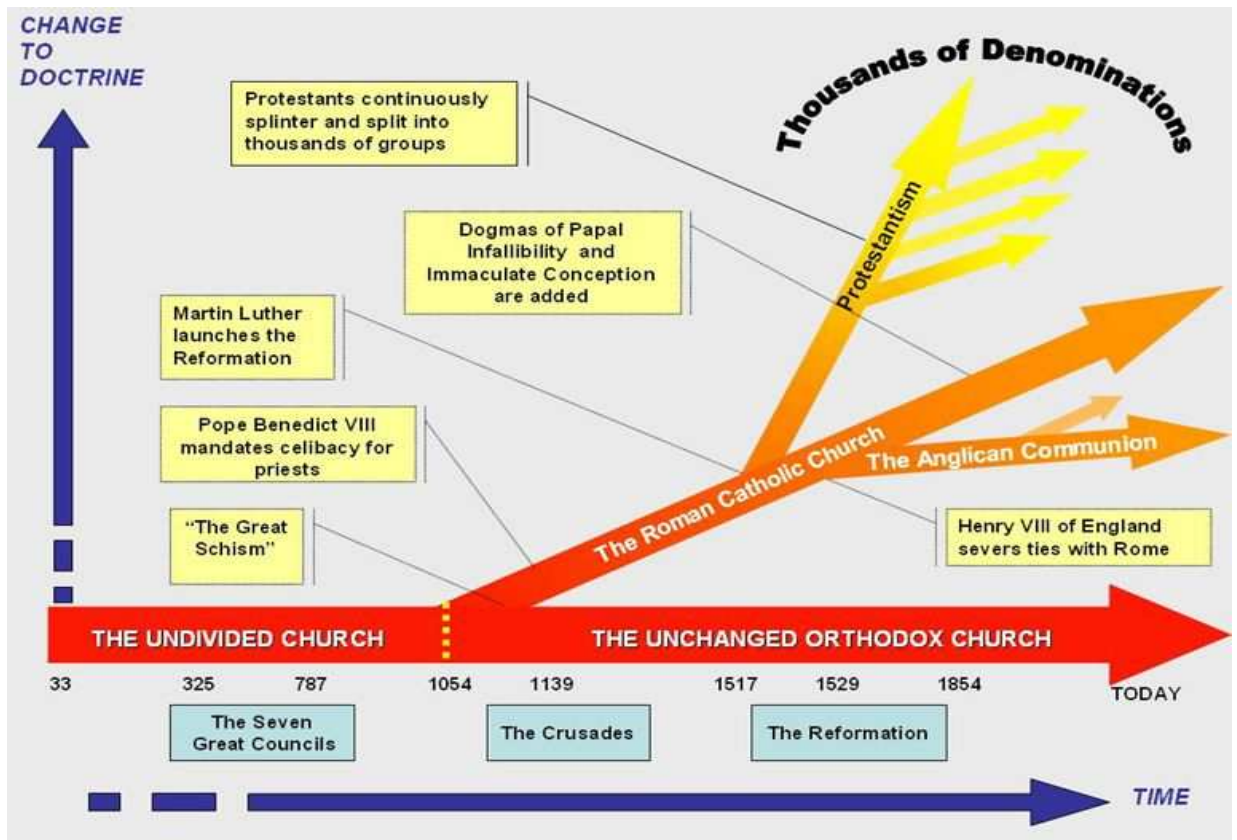 CHANGE
TO
DOCTRINE
Thousands of Denominations
Protestants continuously
splinter and split into
thousands of groups
Protestantism
Dogmas of Papal
Infallibility and
Immaculate Conception
are added
Martin Luther
launches the
Reformation
Pope Benedict VIII
mandates celibacy for
priests
The Roman Catholic Church
The Anglican Communion
"The Great
Schism"
Henry VIII of England
severs ties with Rome
THE UNDIVIDED CHURCH
THE UNCHANGED ORTHODOX CHURCH
33
325
787
1054
1139
1517
1529
1854
TODAY
The Seven
Great Councils
The Crusades
The Reformation
TIME